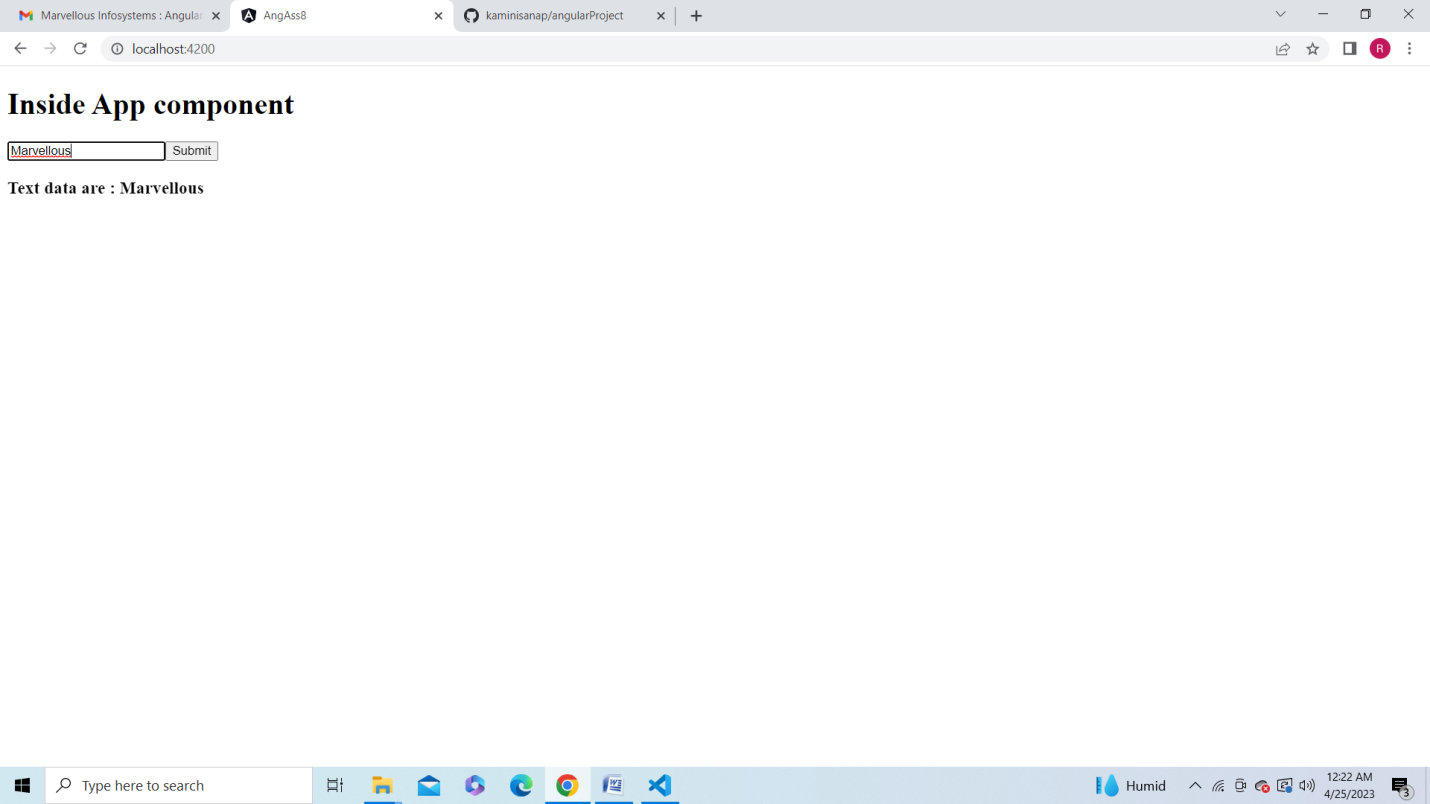 Marvellous Infosystems : Angular
AngAss8
kaminisanap/angularProject
localhost:4200
R
Inside App component
Marvellous
Submit
Text data are : Marvellous
Type here to search
Humid
12:22 AM
4/25/2023
3